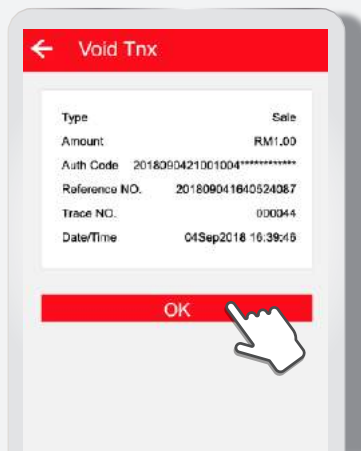 Void Tnx
Type Sale
Amount RM1.00
Auth Code 2018090421001004************
Reference NO. 201809041640524087
Trace NO. 000044
Date/Time 04Sep2018 16:39:46
OK